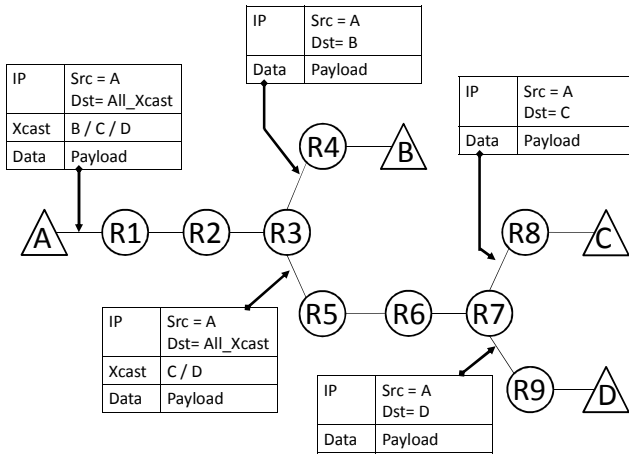 IP Src = A
Dst= B
Data Payload
IP Src = A
Dst= All_Xcast
Xcast B / C / D
Data Payload
IP Src = A
Dst= C
Data Payload
R4 B
A R1 R2 R3 R8 C
R5 R6 R7
IP Src = A
Dst= All_Xcast
Xcast C / D
Data Payload
IP Src = A
Dst= D
Data Payload
R9 D